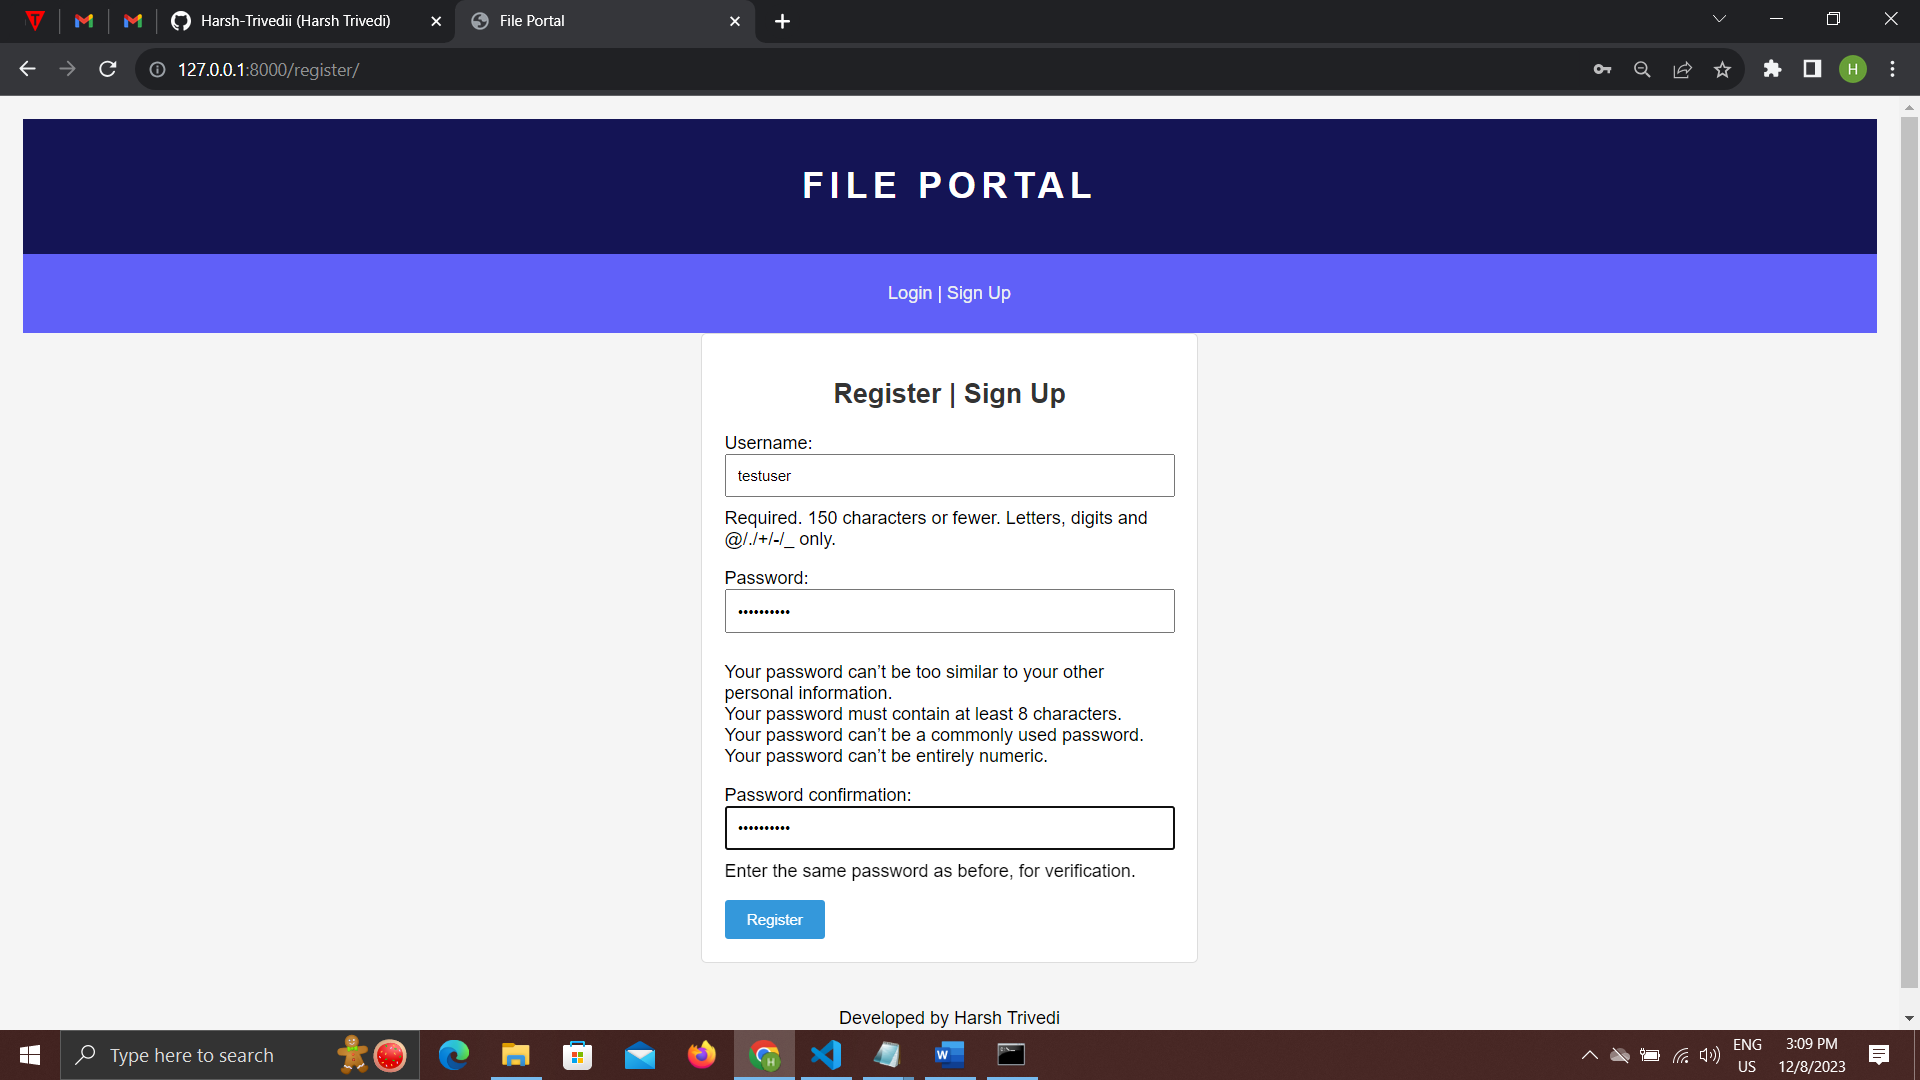 Harsh-Trivedii (Harsh Trivedi)
File Portal
127.0.0.1:8000/register/
H
FILE PORTAL
Login | Sign Up
Register | Sign Up
Username:
testuser
Required. 150 characters or fewer. Letters, digits and
@/./+/-/_ only.
Password:
••••••••••
Your password can’t be too similar to your other
personal information.
Your password must contain at least 8 characters.
Your password can’t be a commonly used password.
Your password can’t be entirely numeric.
Password confirmation:
••••••••••
Enter the same password as before, for verification.
Register
Developed by Harsh Trivedi
Type here to search
H
W
ENG
US
3:09 PM
12/8/2023